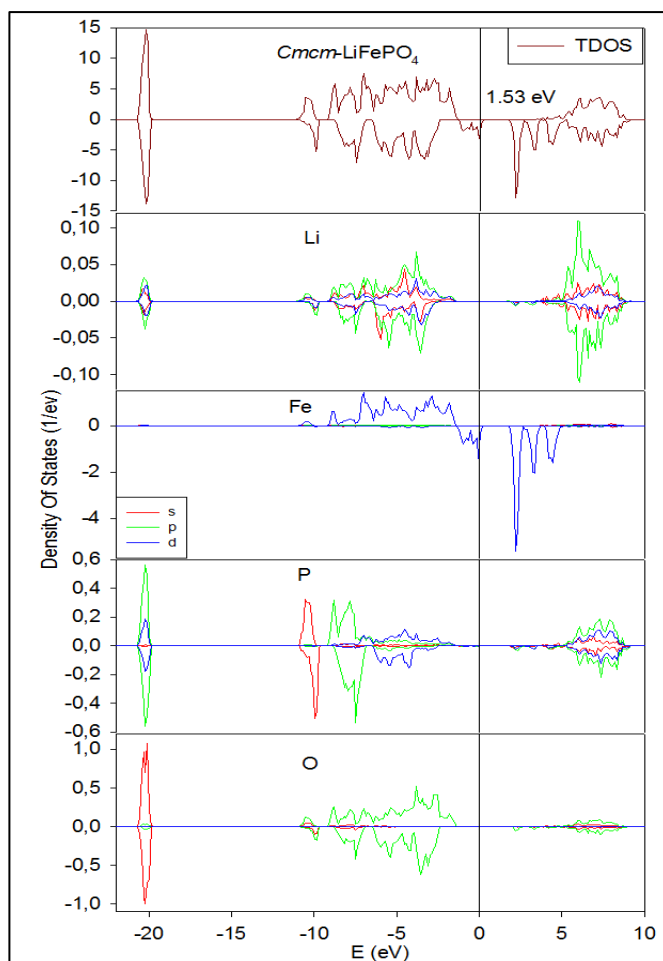 Cmcm-LiFePO₄
TDOS
1.53 eV
15
10
5
0
-5
-10
-15
Li
0,10
0,05
0,00
-0,05
-0,10
Fe
0
-2
-4
s
p
d
0,6
P
0,4
0,2
0,0
-0,2
-0,4
-0,6
O
1,0
0,5
0,0
-0,5
-1,0
Density Of States (1/ev)
-20 -15 -10 -5 0 5 10
E (eV)